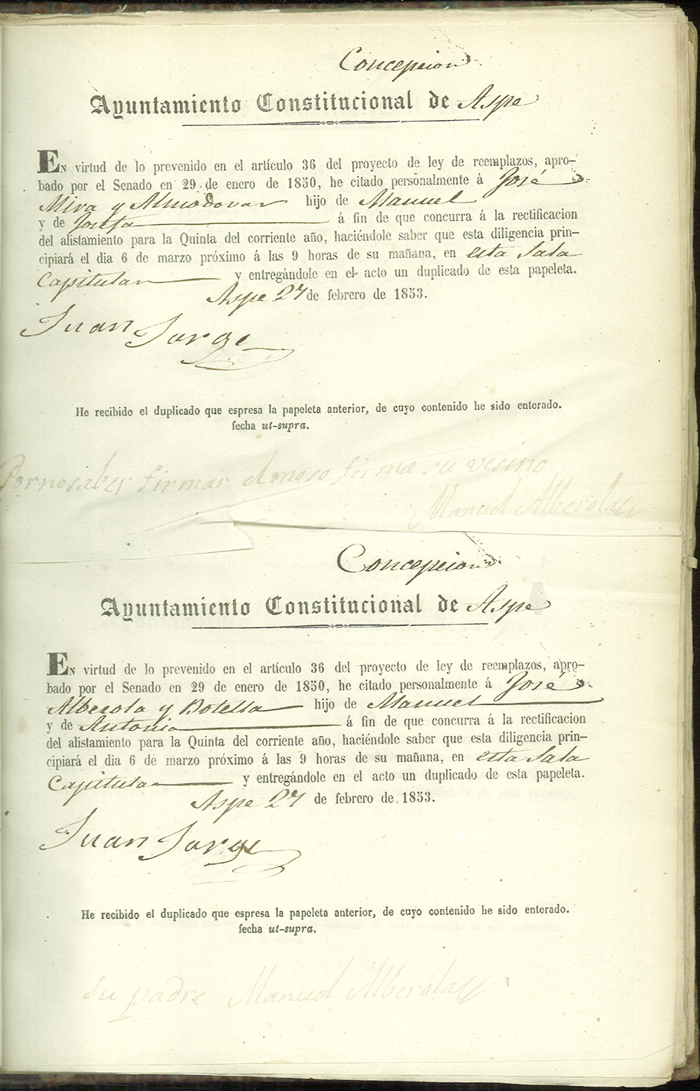 Concepcion
Ayuntamiento Constitucional de Aspe
EN virtud de lo prevenido en el artículo 36 del proyecto de ley de reemplazos, apro-
bado por el Senado en 29 de enero de 1850, he citado personalmente á José
Mira y Almodovar hijo de Manuel
y de Josefa á fin de que concurra á la rectificacion
del alistamiento para la Quinta del corriente año, haciéndole saber que esta diligencia prin-
cipiará el dia 6 de marzo próximo á las 9 horas de su mañana, en esta Sala
Capitular y entregándole en el acto un duplicado de esta papeleta.
Aspe 27 de febrero de 1853.
Juan Jorge
He recibido el duplicado que espresa la papeleta anterior, de cuyo contenido he sido enterado.
fecha ut-supra.
Por no saber firmar el moso firma su vesino
Manuel Alberola
Concepcion
Ayuntamiento Constitucional de Aspe
EN virtud de lo prevenido en el artículo 36 del proyecto de ley de reemplazos, apro-
bado por el Senado en 29 de enero de 1850, he citado personalmente á José
Alberola y Botella hijo de Manuel
y de Antonia á fin de que concurra á la rectificacion
del alistamiento para la Quinta del corriente año, haciéndole saber que esta diligencia prin-
cipiará el dia 6 de marzo próximo á las 9 horas de su mañana, en esta Sala
Capitular y entregándole en el acto un duplicado de esta papeleta.
Aspe 27 de febrero de 1853.
Juan Jorge
He recibido el duplicado que espresa la papeleta anterior, de cuyo contenido he sido enterado.
fecha ut-supra.
su padre Manuel Alberola